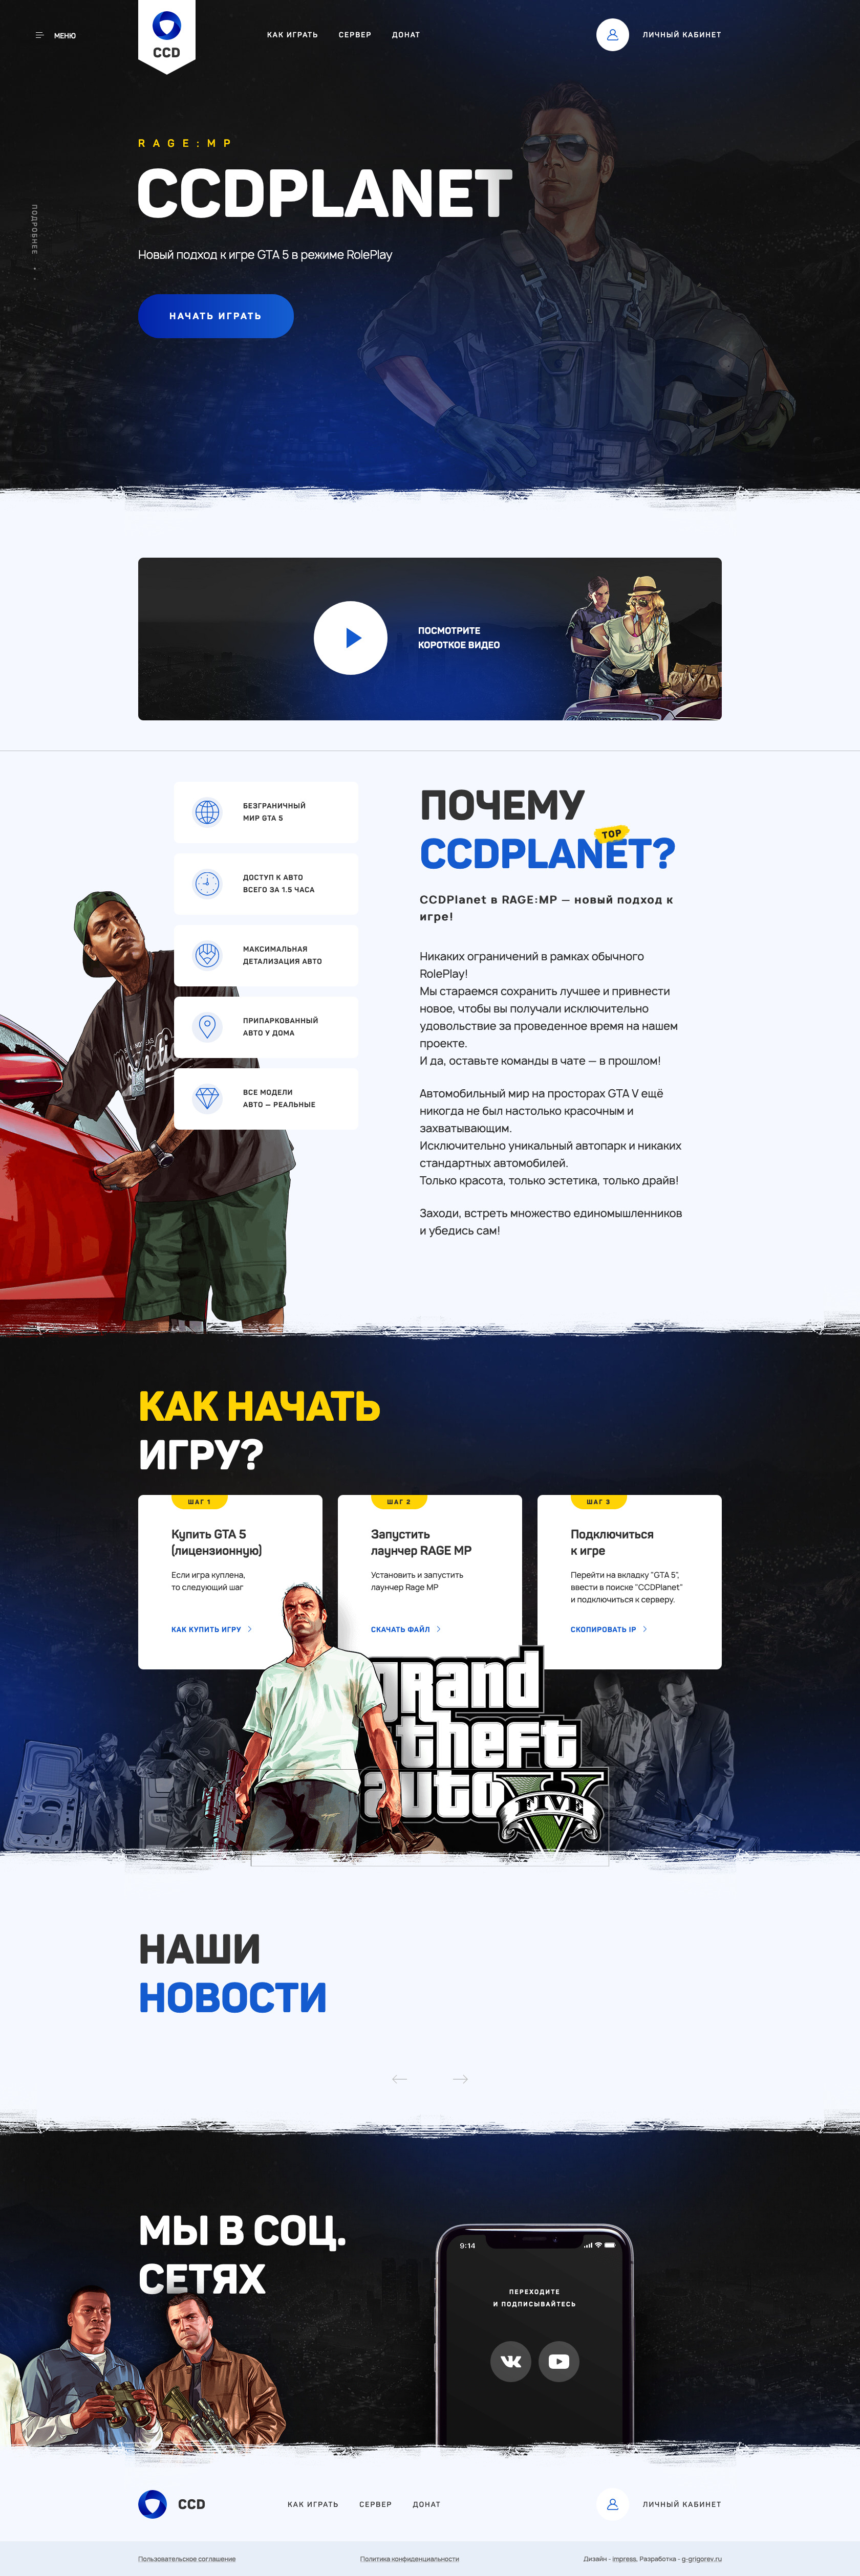 МЕНЮ
CCD
КАК ИГРАТЬ
СЕРВЕР
ДОНАТ
ЛИЧНЫЙ КАБИНЕТ
RAGE:MP
CCDPLANET
ПОДРОБНЕЕ
Новый подход к игре GTA 5 в режиме RolePlay
НАЧАТЬ ИГРАТЬ
ПОСМОТРИТЕ
КОРОТКОЕ ВИДЕО
БЕЗГРАНИЧНЫЙ
МИР GTA 5
ДОСТУП К АВТО
ВСЕГО ЗА 1.5 ЧАСА
МАКСИМАЛЬНАЯ
ДЕТАЛИЗАЦИЯ АВТО
ПРИПАРКОВАННЫЙ
АВТО У ДОМА
ВСЕ МОДЕЛИ
АВТО — РЕАЛЬНЫЕ
ПОЧЕМУ
CCDPLANET?
TOP
CCDPlanet в RAGE:MP — новый подход к
игре!
Никаких ограничений в рамках обычного
RolePlay!
Мы стараемся сохранить лучшее и привнести
новое, чтобы вы получали исключительно
удовольствие за проведенное время на нашем
проекте.
И да, оставьте команды в чате — в прошлом!
Автомобильный мир на просторах GTA V ещё
никогда не был настолько красочным и
захватывающим.
Исключительно уникальный автопарк и никаких
стандартных автомобилей.
Только красота, только эстетика, только драйв!
Заходи, встреть множество единомышленников
и убедись сам!
КАК НАЧАТЬ
ИГРУ?
ШАГ 1
Купить GTA 5
(лицензионную)
Если игра куплена,
то следующий шаг
КАК КУПИТЬ ИГРУ
ШАГ 2
Запустить
лаунчер RAGE MP
Установить и запустить
лаунчер Rage MP
СКАЧАТЬ ФАЙЛ
ШАГ 3
Подключиться
к игре
Перейти на вкладку "GTA 5",
ввести в поиске "CCDPlanet"
и подключиться к серверу.
СКОПИРОВАТЬ IP
grand
theft
auto
V
FIVE
НАШИ
НОВОСТИ
МЫ В СОЦ.
СЕТЯХ
9:14
ПЕРЕХОДИТЕ
И ПОДПИСЫВАЙТЕСЬ
CCD
КАК ИГРАТЬ
СЕРВЕР
ДОНАТ
ЛИЧНЫЙ КАБИНЕТ
Пользовательское соглашение
Политика конфиденциальности
Дизайн - impress, Разработка - g-grigorev.ru